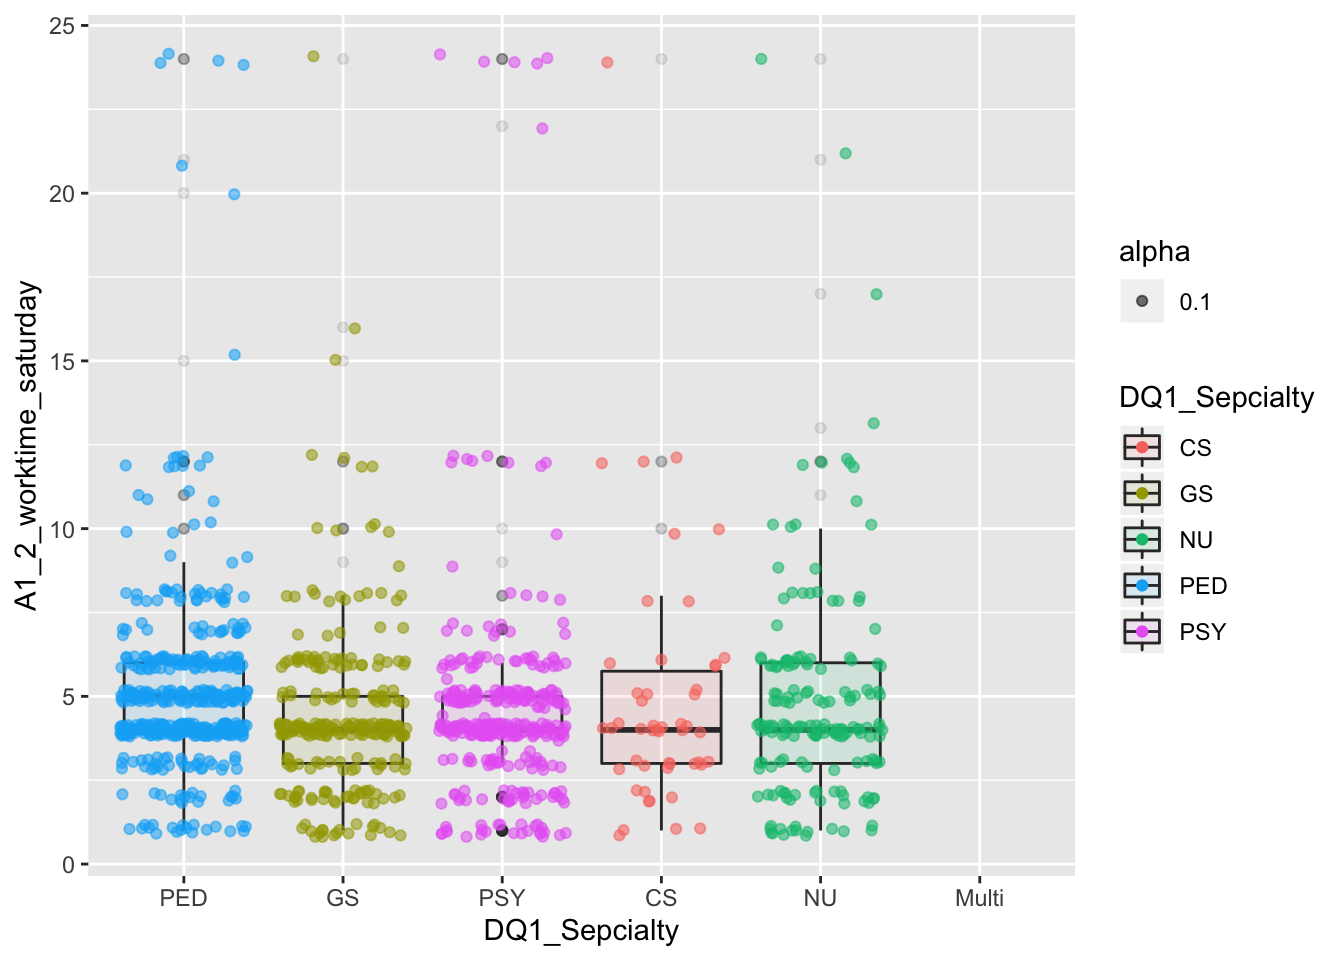 25
20
15
10
5
0
A1_2_worktime_saturday
PED GS PSY CS NU Multi
DQ1_Sepcialty
alpha
0.1
DQ1_Sepcialty
CS
GS
NU
PED
PSY